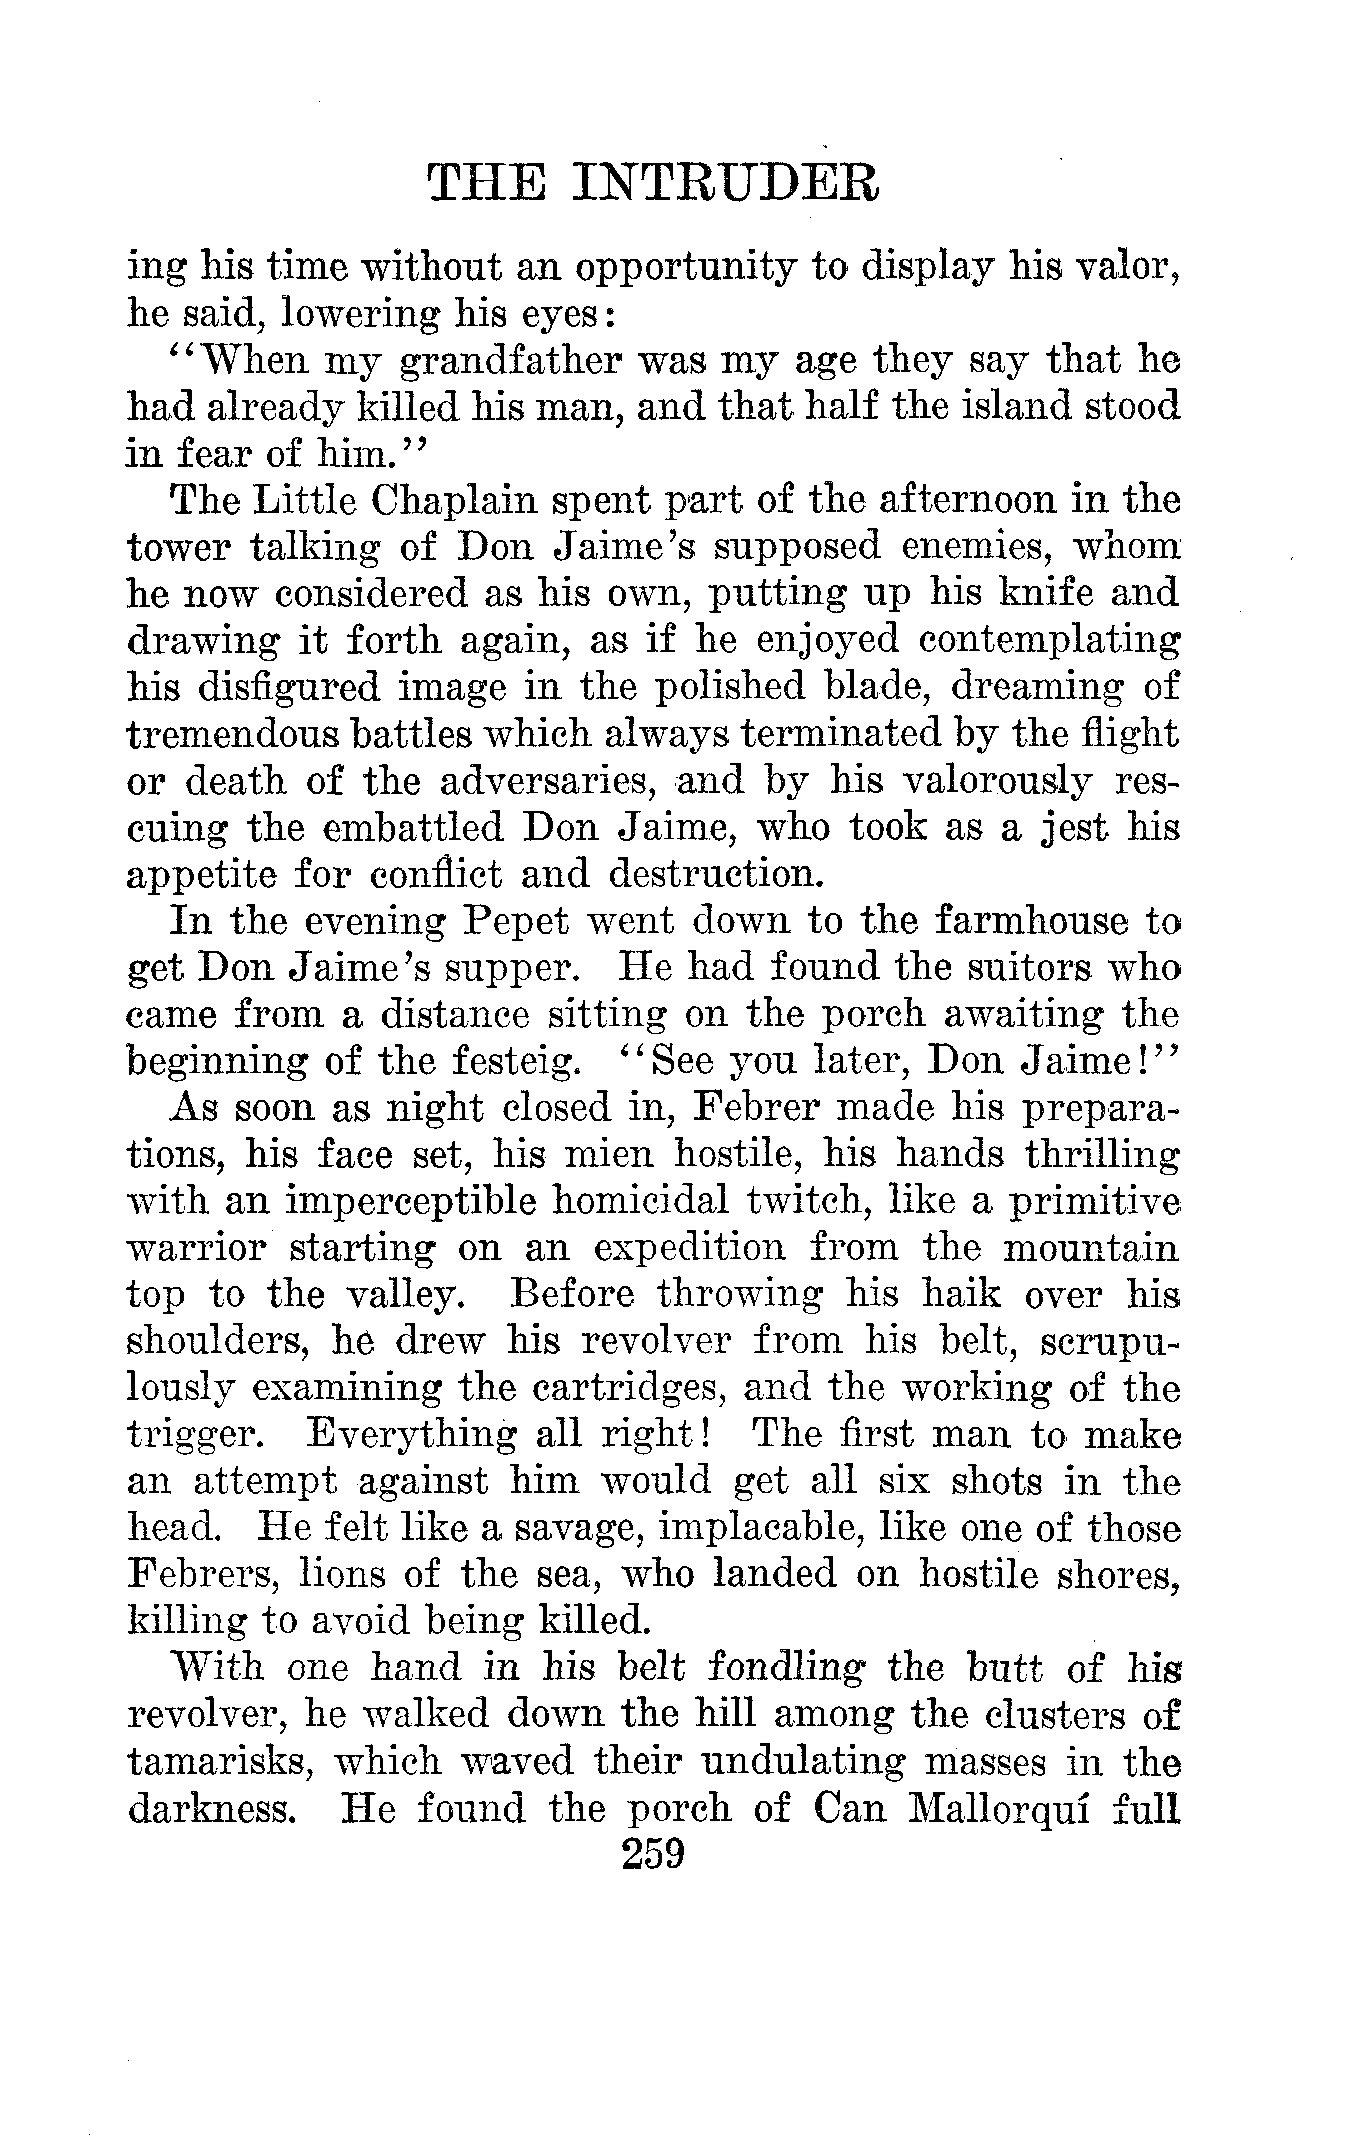 THE INTRUDER
ing his time without an opportunity to display his valor,
he said, lowering his eyes:
"When my grandfather was my age they say that he
had already killed his man, and that half the island stood
in fear of him."
The Little Chaplain spent part of the afternoon in the
tower talking of Don Jaime's supposed enemies, whom
he now considered as his own, putting up his knife and
drawing it forth again, as if he enjoyed contemplating
his disfigured image in the polished blade, dreaming of
tremendous battles which always terminated by the flight
or death of the adversaries, and by his valorously res-
cuing the embattled Don Jaime, who took as a jest his
appetite for conflict and destruction.
In the evening Pepet went down to the farmhouse to
get Don Jaime's supper. He had found the suitors who
came from a distance sitting on the porch awaiting the
beginning of the festeig. "See you later, Don Jaime!"
As soon as night closed in, Febrer made his prepara-
tions, his face set, his mien hostile, his hands thrilling
with an imperceptible homicidal twitch, like a primitive
warrior starting on an expedition from the mountain
top to the valley. Before throwing his haik over his
shoulders, he drew his revolver from his belt, scrupu-
lously examining the cartridges, and the working of the
trigger. Everything all right! The first man to make
an attempt against him would get all six shots in the
head. He felt like a savage, implacable, like one of those
Febrers, lions of the sea, who landed on hostile shores,
killing to avoid being killed.
With one hand in his belt fondling the butt of his
revolver, he walked down the hill among the clusters of
tamarisks, which waved their undulating masses in the
darkness. He found the porch of Can Mallorquí full
259